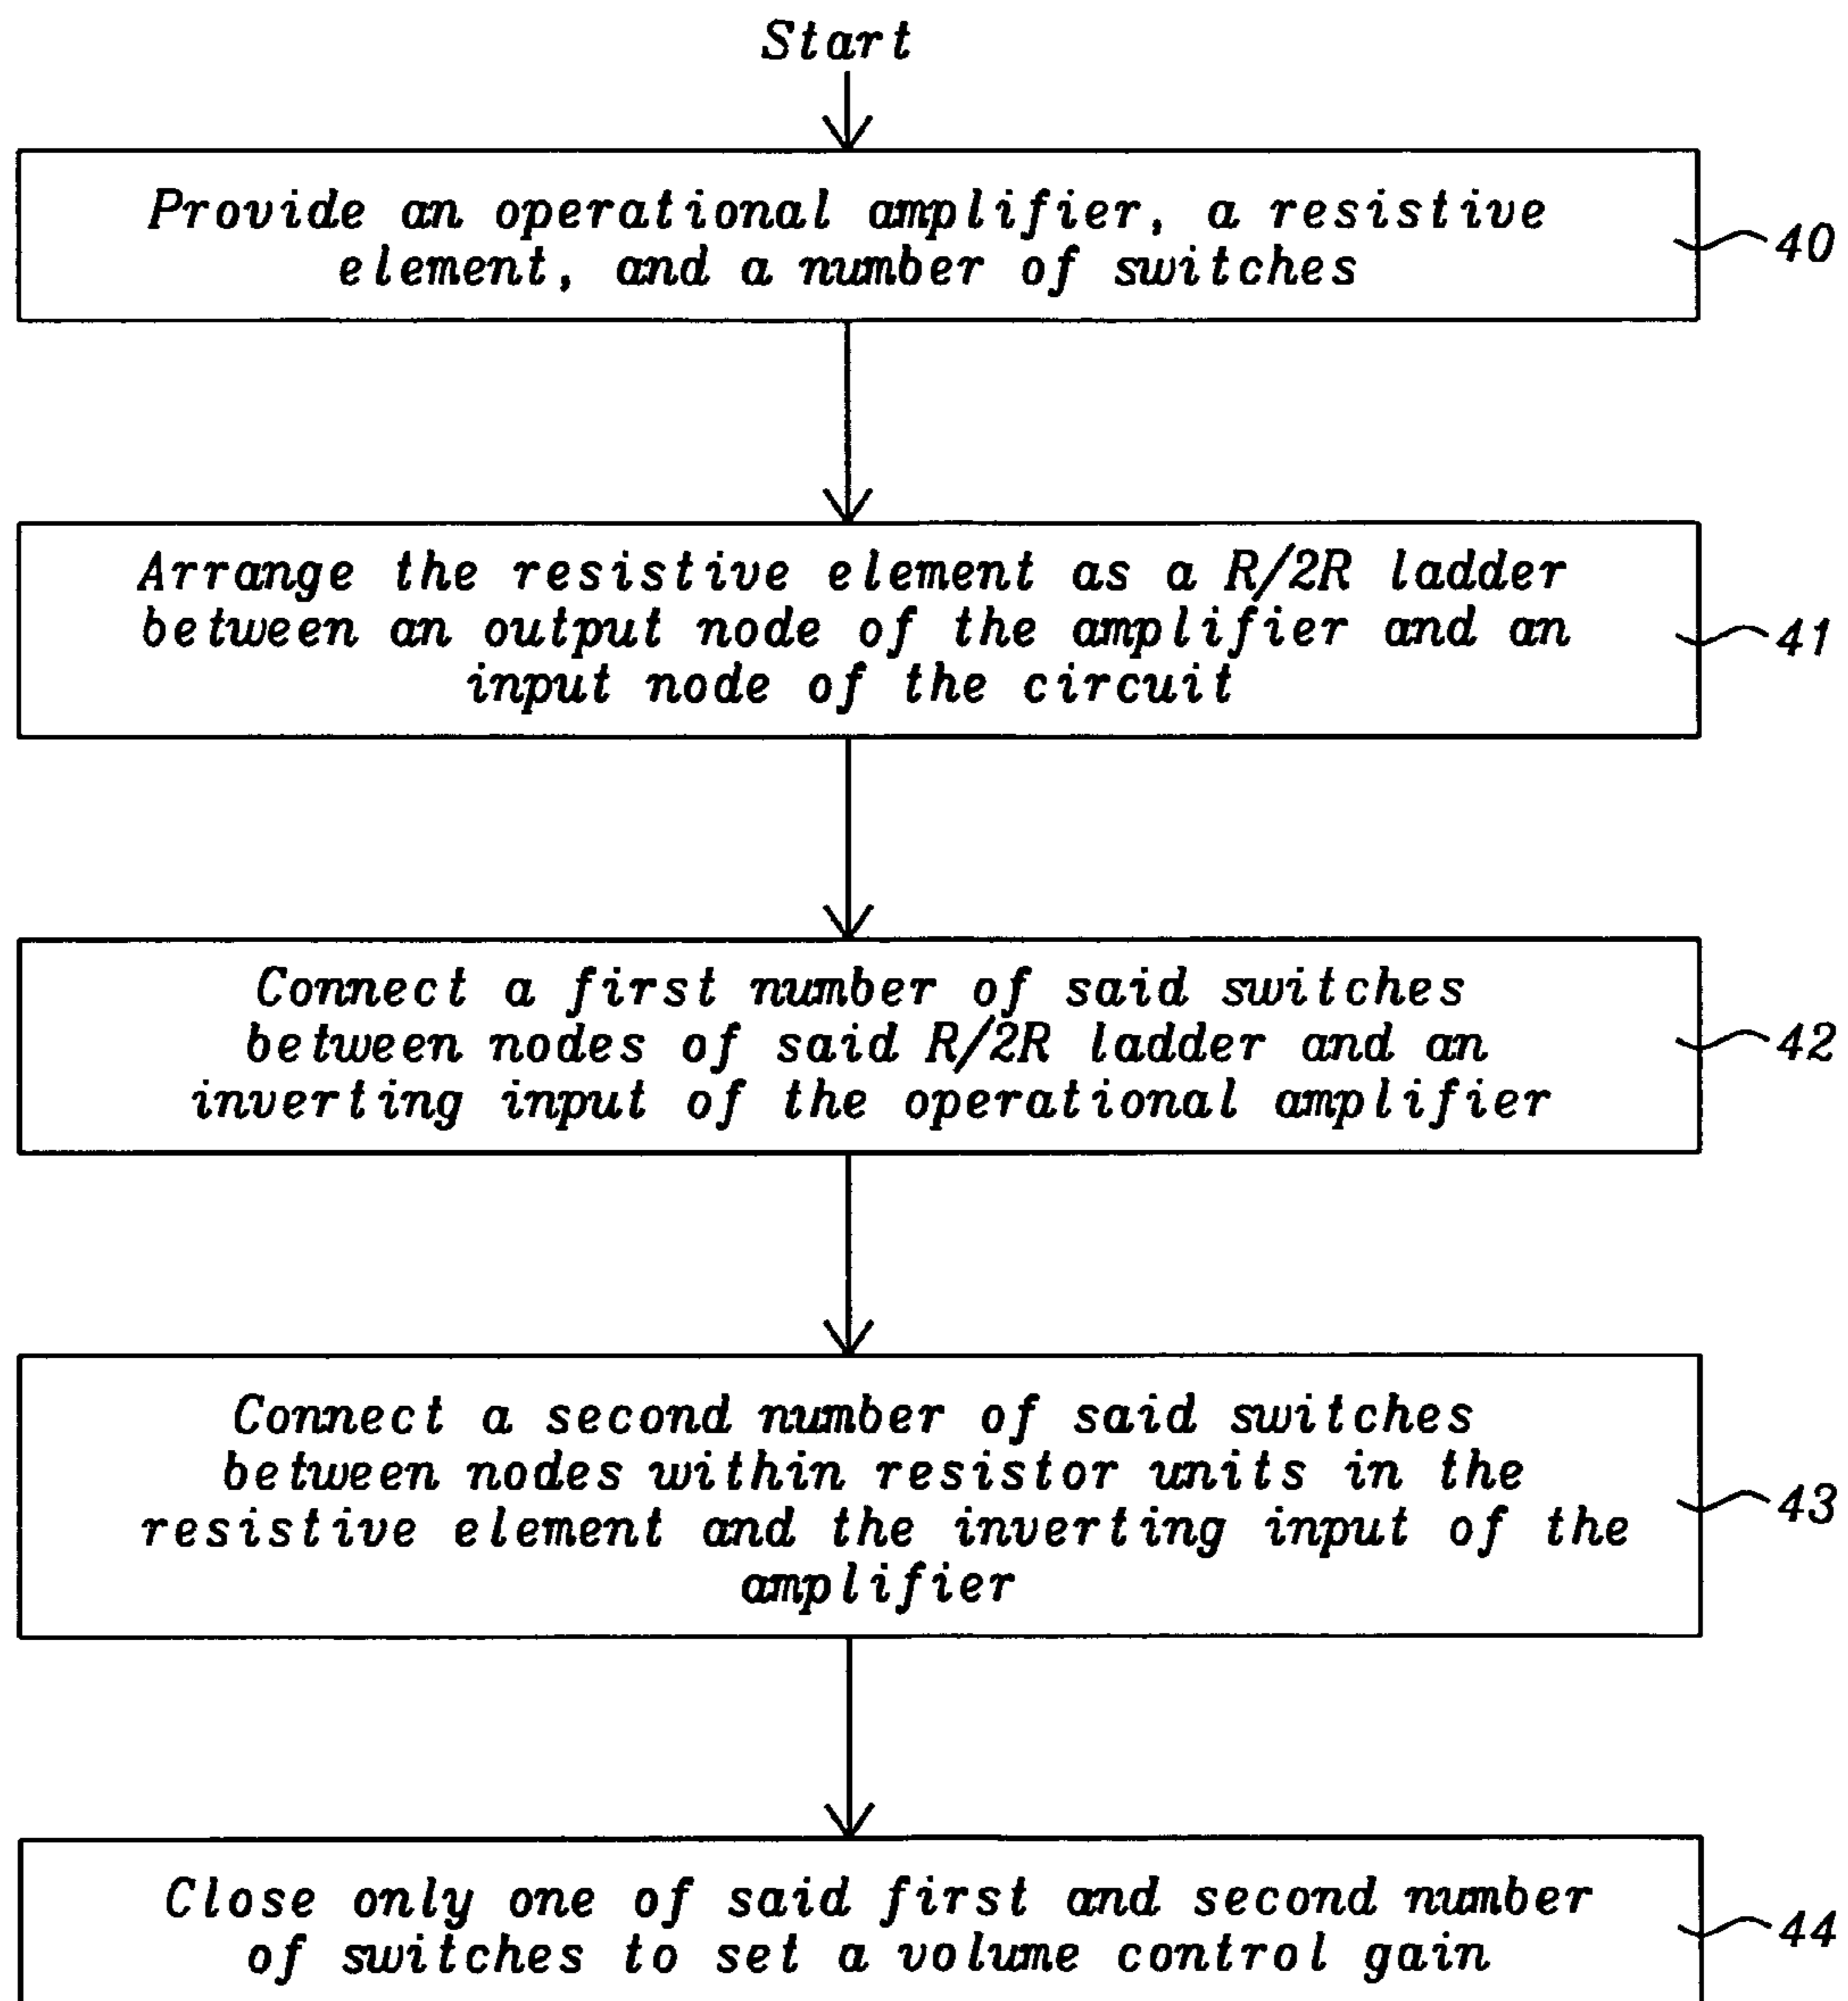 Start
Provide an operational amplifier, a resistive
element, and a number of switches
40
Arrange the resistive element as a R/2R ladder
between an output node of the amplifier and an
input node of the circuit
41
Connect a first number of said switches
between nodes of said R/2R ladder and an
inverting input of the operational amplifier
42
Connect a second number of said switches
between nodes within resistor units in the
resistive element and the inverting input of the
amplifier
43
Close only one of said first and second number
of switches to set a volume control gain
44